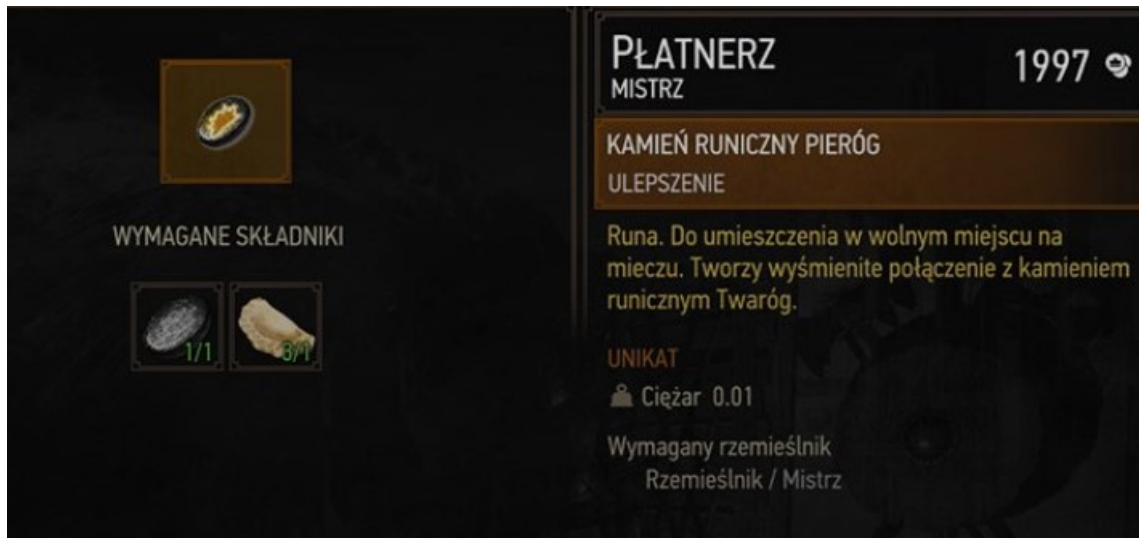 PŁATNERZ
MISTRZ
1997
KAMIEŃ RUNICZNY PIERÓG
ULEPSZENIE
WYMAGANE SKŁADNIKI
1/1
3/1
Runa. Do umieszczenia w wolnym miejscu na
mieczu. Tworzy wyśmienite połączenie z kamieniem
runicznym Twaróg.
UNIKAT
Ciężar 0.01
Wymagany rzemieślnik
Rzemieślnik / Mistrz